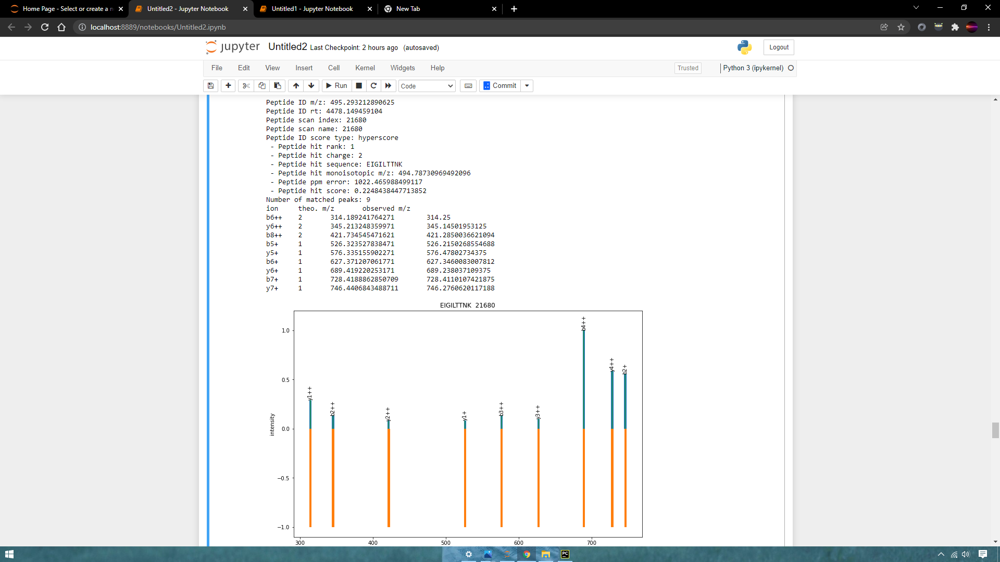 Home Page - Select or create a n
Untitled2 - Jupyter Notebook
Untitled1 - Jupyter Notebook
New Tab
localhost:8889/notebooks/Untitled2.ipynb
jupyter Untitled2 Last Checkpoint: 2 hours ago (autosaved)
Logout
File Edit View Insert Cell Kernel Widgets Help
Trusted
Python 3 (ipykernel)
Run
Code
Commit
Peptide ID m/z: 495.293212890625
Peptide ID rt: 4478.149459104
Peptide scan index: 21680
Peptide scan name: 21680
Peptide ID score type: hyperscore
- Peptide hit rank: 1
- Peptide hit charge: 2
- Peptide hit sequence: EIGILTTNK
- Peptide hit monoisotopic m/z: 494.78730969492096
- Peptide ppm error: 1022.465988499117
- Peptide hit score: 0.2248438447713852
Number of matched peaks: 9
ion theo. m/z observed m/z
b6++ 2 314.189241764271 314.25
y6++ 2 345.213248359971 345.14501953125
b8++ 2 421.734545471621 421.2850036621094
b5+ 1 526.323527838471 526.2150268554688
y5+ 1 576.335155902271 576.47802734375
b6+ 1 627.371207061771 627.3460083007812
y6+ 1 689.419220253171 689.238037109375
b7+ 1 728.4188862850709 728.4110107421875
y7+ 1 746.4406843488711 746.2760620117188
EIGILTTNK 21680
intensity
1.0
0.5
0.0
−0.5
−1.0
y1++
b2++
y2++
y1+
b3++
y3++
b4++
y4++
b2+
300 400 500 600 700
PC